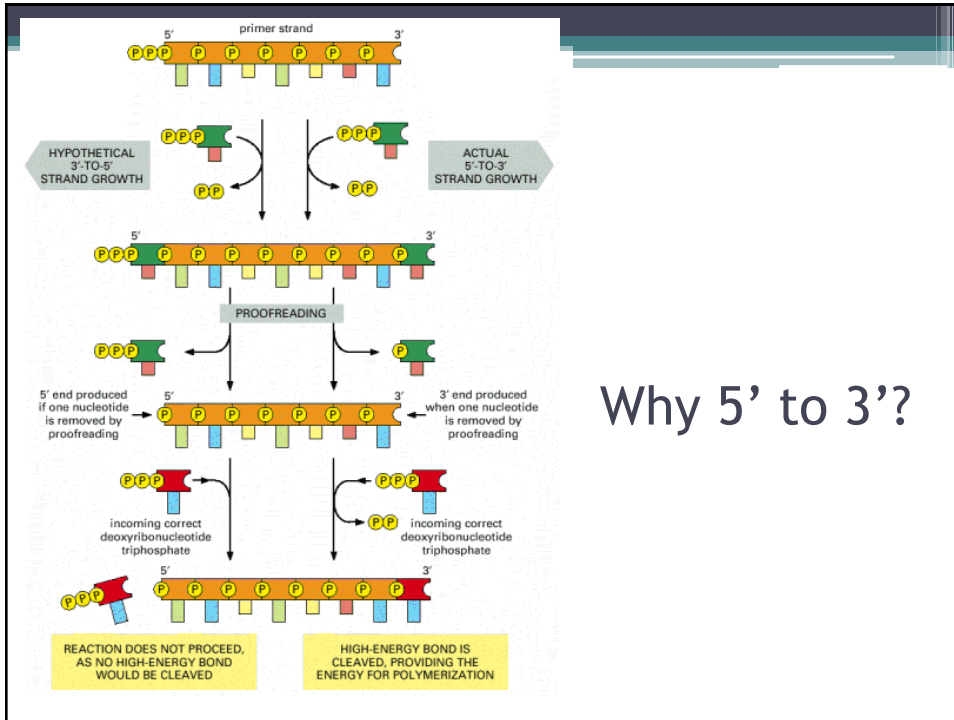 primer strand
5′ 3′
P P P P P P P P P P
P P P P P P
HYPOTHETICAL
3′-TO-5′
STRAND GROWTH
ACTUAL
5′-TO-3′
STRAND GROWTH
P P P P
5′ 3′
P P P P P P P P P P P P
PROOFREADING
P P P P
5′ end produced
if one nucleotide
is removed by
proofreading
5′ 3′
P P P P P P P P
3′ end produced
when one nucleotide
is removed by
proofreading
Why 5’ to 3’?
P P P P P P
P P
incoming correct
deoxyribonucleotide
triphosphate
incoming correct
deoxyribonucleotide
triphosphate
5′ 3′
P P P P P P P P
P P P
REACTION DOES NOT PROCEED,
AS NO HIGH-ENERGY BOND
WOULD BE CLEAVED
HIGH-ENERGY BOND IS
CLEAVED, PROVIDING THE
ENERGY FOR POLYMERIZATION